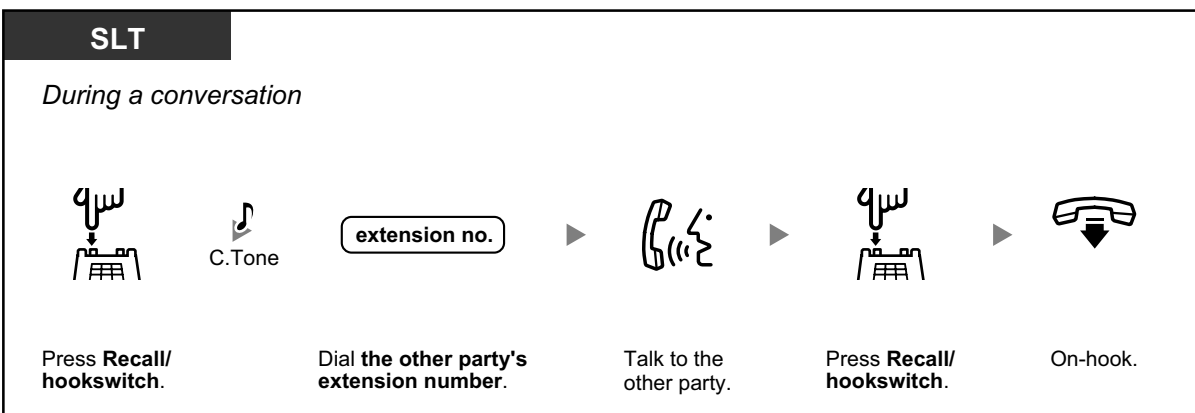 SLT
During a conversation
C.Tone
extension no.
Press Recall/
hookswitch.
Dial the other party's
extension number.
Talk to the
other party.
Press Recall/
hookswitch.
On-hook.